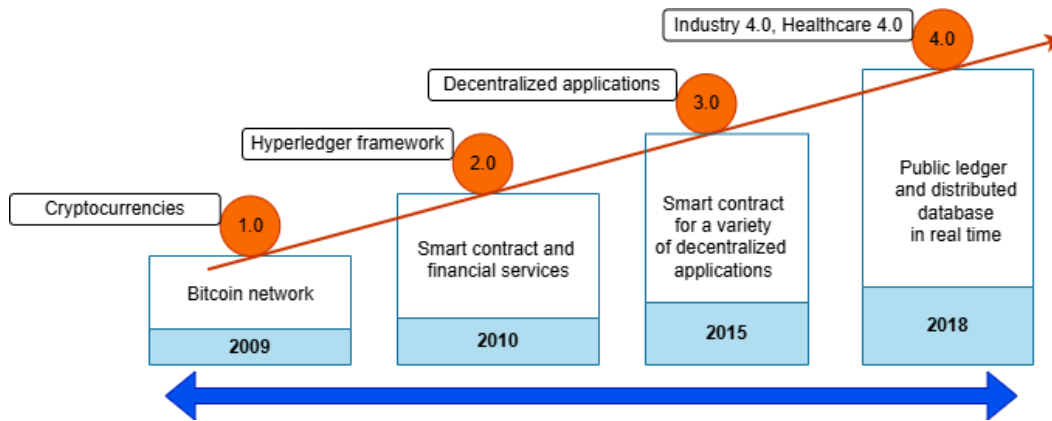 Industry 4.0, Healthcare 4.0
4.0
Decentralized applications
3.0
Hyperledger framework
2.0
Cryptocurrencies
1.0
Bitcoin network
2009
Smart contract and
financial services
2010
Smart contract
for a variety
of decentralized
applications
2015
Public ledger
and distributed
database
in real time
2018